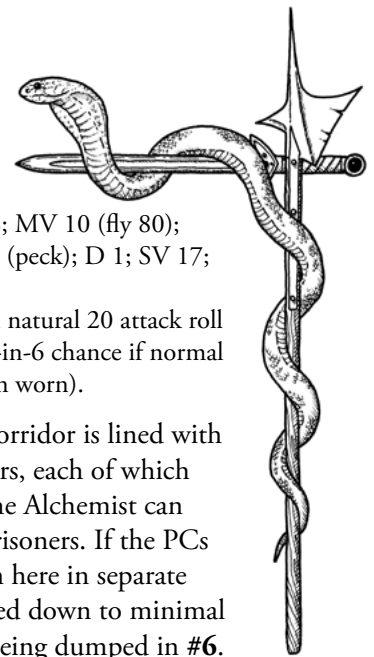 ; MV 10 (fly 80);
(peck); D 1; SV 17;
natural 20 attack roll
-in-6 chance if normal
worn).
orridor is lined with
rs, each of which
ne Alchemist can
risoners. If the PCs
n here in separate
ed down to minimal
being dumped in #6.